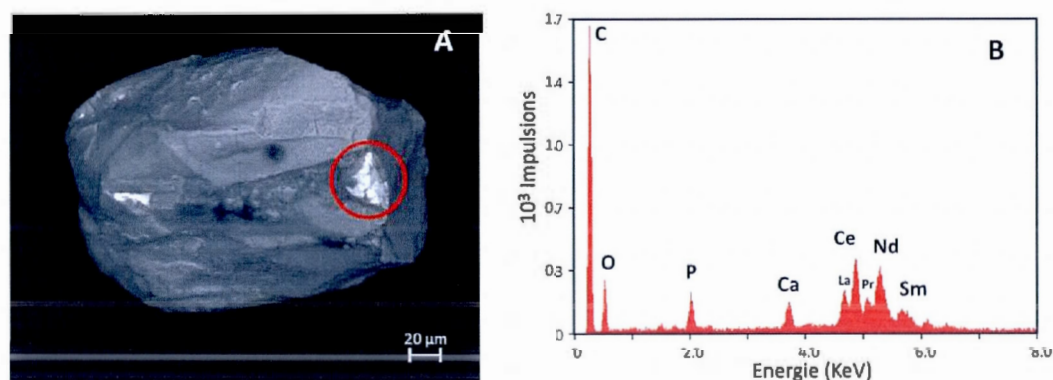 A
20 µm
B
10³ Impulsions
1.7
1.4
1.0
0.7
0.3
0
C
O
P
Ca
La
Ce
Pr
Nd
Sm
2.0
4.0
6.0
8.0
Energie (KeV)